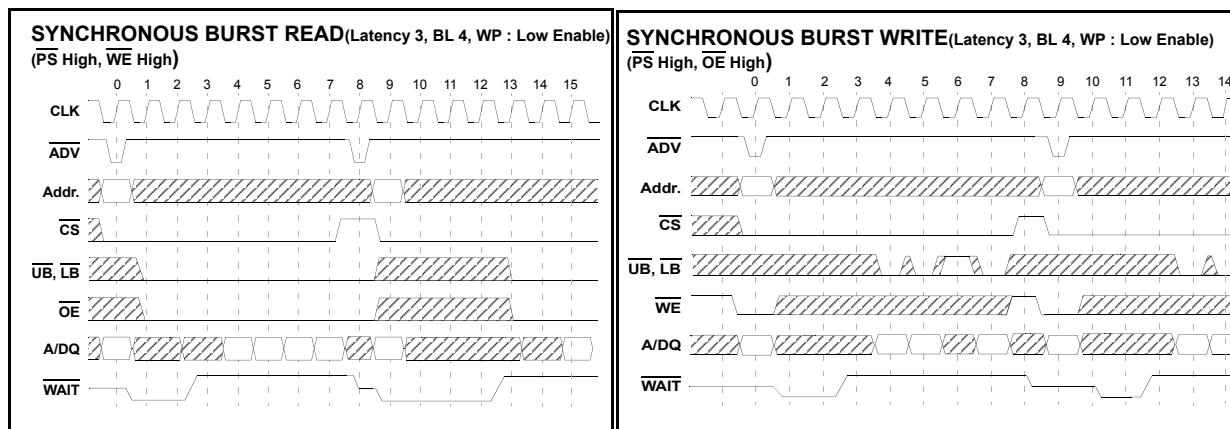 SYNCHRONOUS BURST READ(Latency 3, BL 4, WP : Low Enable)
(PS High, WE High)
0 1 2 3 4 5 6 7 8 9 10 11 12 13 14 15
CLK
ADV
Addr.
CS
UB, LB
OE
A/DQ
WAIT
SYNCHRONOUS BURST WRITE(Latency 3, BL 4, WP : Low Enable)
(PS High, OE High)
0 1 2 3 4 5 6 7 8 9 10 11 12 13 14
CLK
ADV
Addr.
CS
UB, LB
WE
A/DQ
WAIT